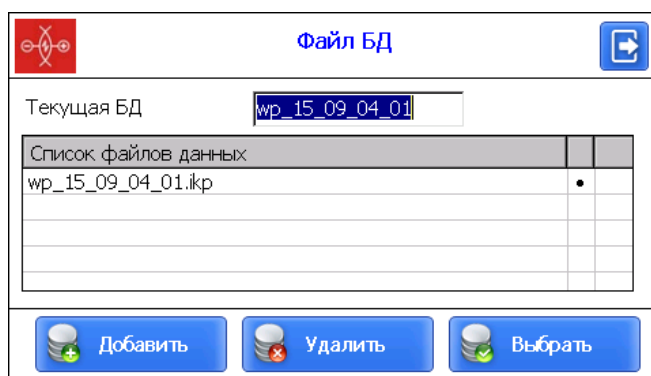 Файл БД
Текущая БД wp_15_09_04_01
Список файлов данных
wp_15_09_04_01.ikp •
Добавить Удалить Выбрать